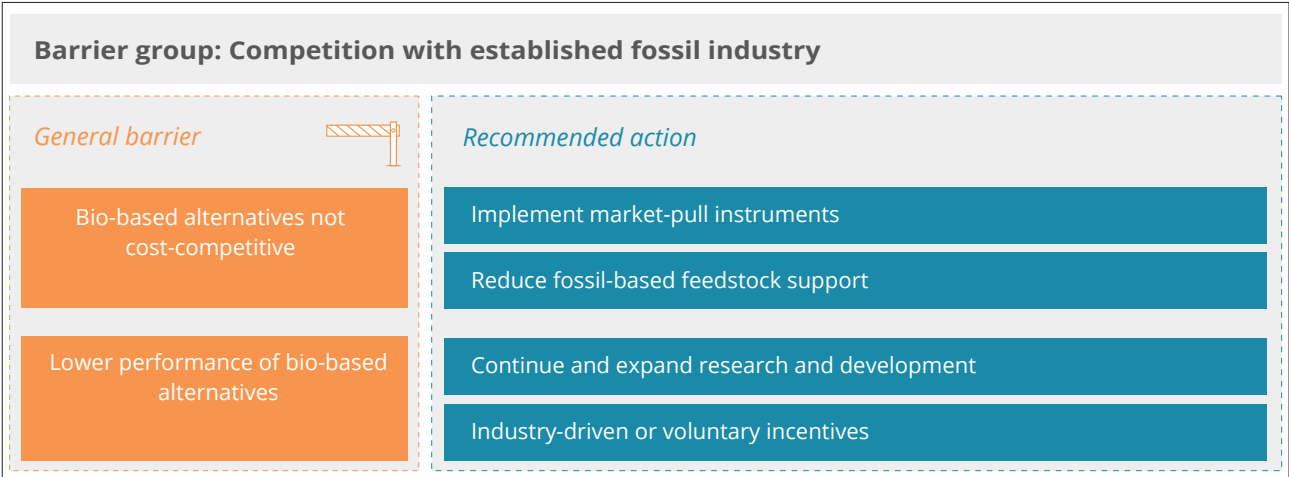 Barrier group: Competition with established fossil industry
General barrier
Recommended action
Bio-based alternatives not
cost-competitive
Implement market-pull instruments
Reduce fossil-based feedstock support
Lower performance of bio-based
alternatives
Continue and expand research and development
Industry-driven or voluntary incentives